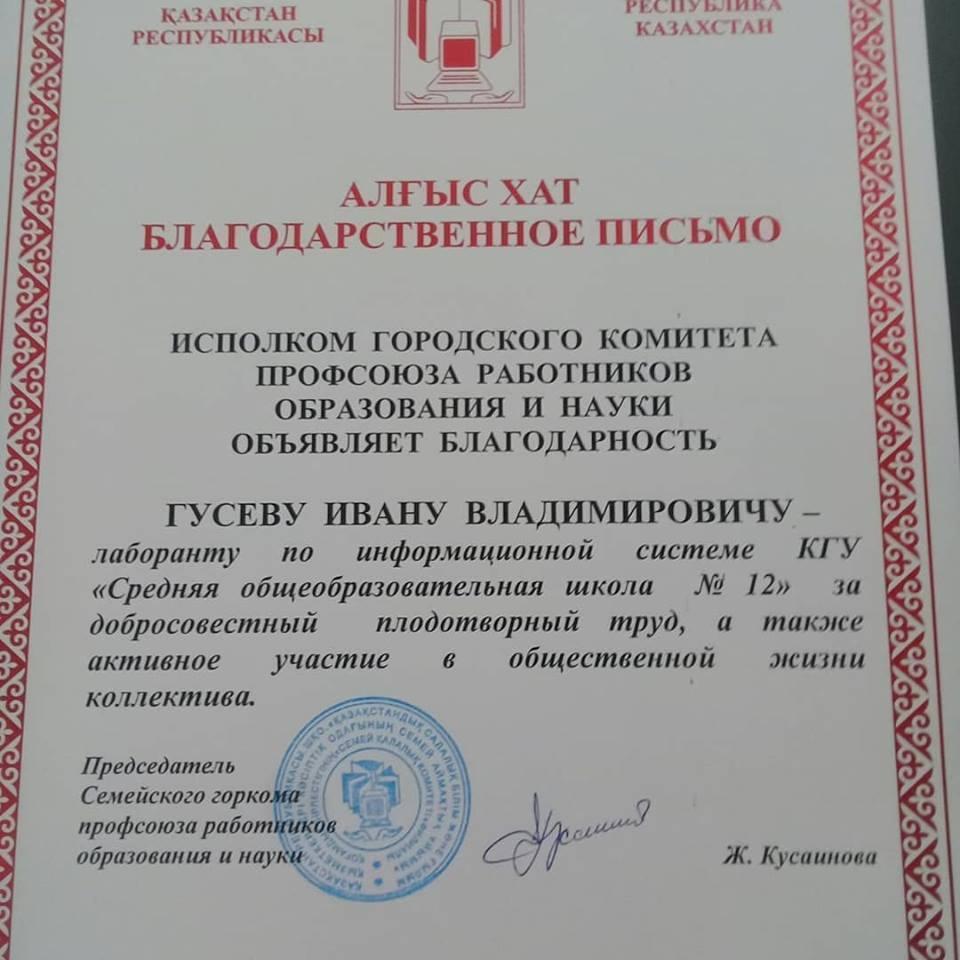 ҚАЗАҚСТАН
РЕСПУБЛИКАСЫ
РЕСПУБЛИКА
КАЗАХСТАН
АЛҒЫС ХАТ
БЛАГОДАРСТВЕННОЕ ПИСЬМО
ИСПОЛКОМ ГОРОДСКОГО КОМИТЕТА
ПРОФСОЮЗА РАБОТНИКОВ
ОБРАЗОВАНИЯ И НАУКИ
ОБЪЯВЛЯЕТ БЛАГОДАРНОСТЬ
ГУСЕВУ ИВАНУ ВЛАДИМИРОВИЧУ –
лаборанту по информационной системе КГУ
«Средняя общеобразовательная школа № 12» за
добросовестный плодотворный труд, а также
активное участие в общественной жизни
коллектива.
Председатель
Семейского горкома
профсоюза работников
образования и науки
Ж. Кусаинова